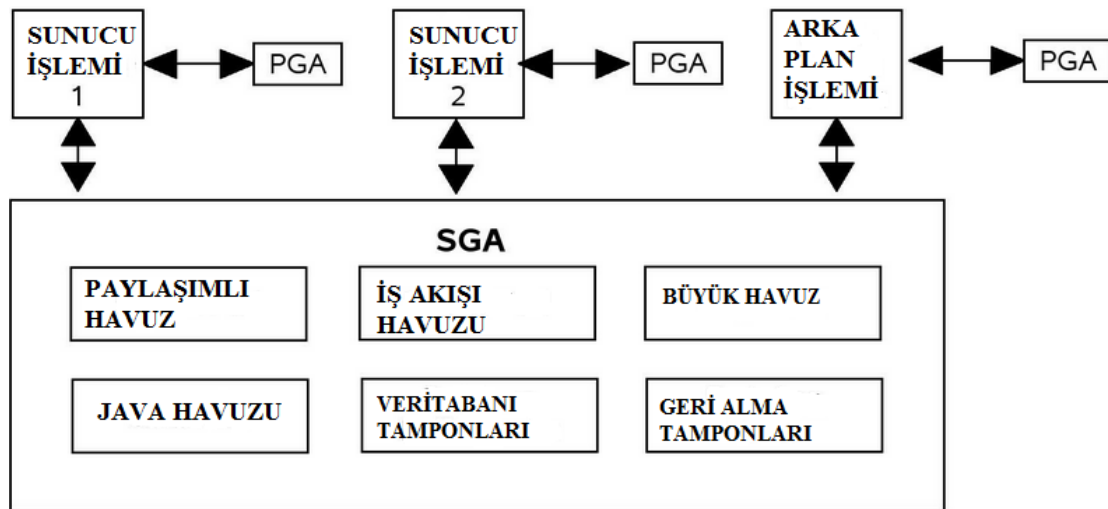 SUNUCU
İŞLEMİ
1
PGA
SUNUCU
İŞLEMİ
2
PGA
ARKA
PLAN
İŞLEMİ
PGA
SGA
PAYLAŞIMLI
HAVUZ
İŞ AKIŞI
HAVUZU
BÜYÜK HAVUZ
JAVA HAVUZU
VERİTABANI
TAMPONLARI
GERİ ALMA
TAMPONLARI